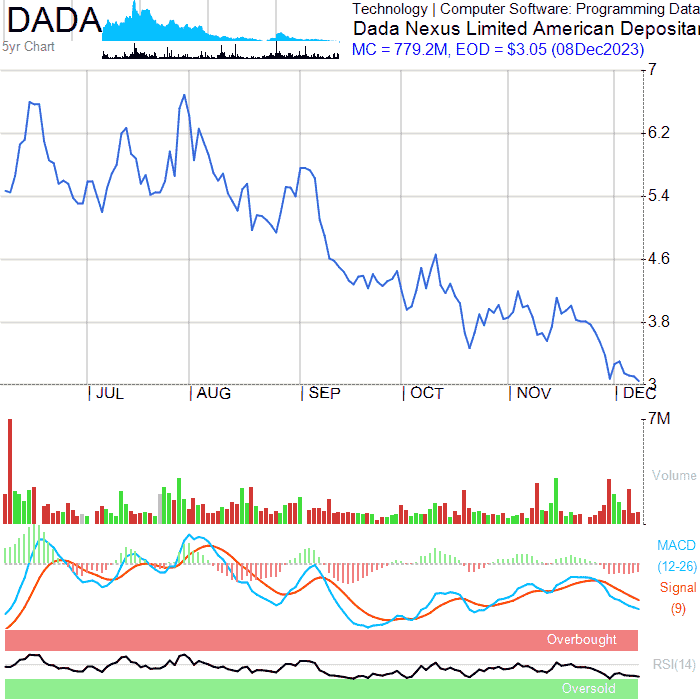 DADA
5yr Chart
Technology | Computer Software: Programming Data
Dada Nexus Limited American Depositar
MC = 779.2M, EOD = $3.05 (08Dec2023)
7
6.2
5.4
4.6
3.8
3
JUL AUG SEP OCT NOV DEC
7M
Volume
MACD
(12-26)
Signal
(9)
Overbought
RSI(14)
Oversold